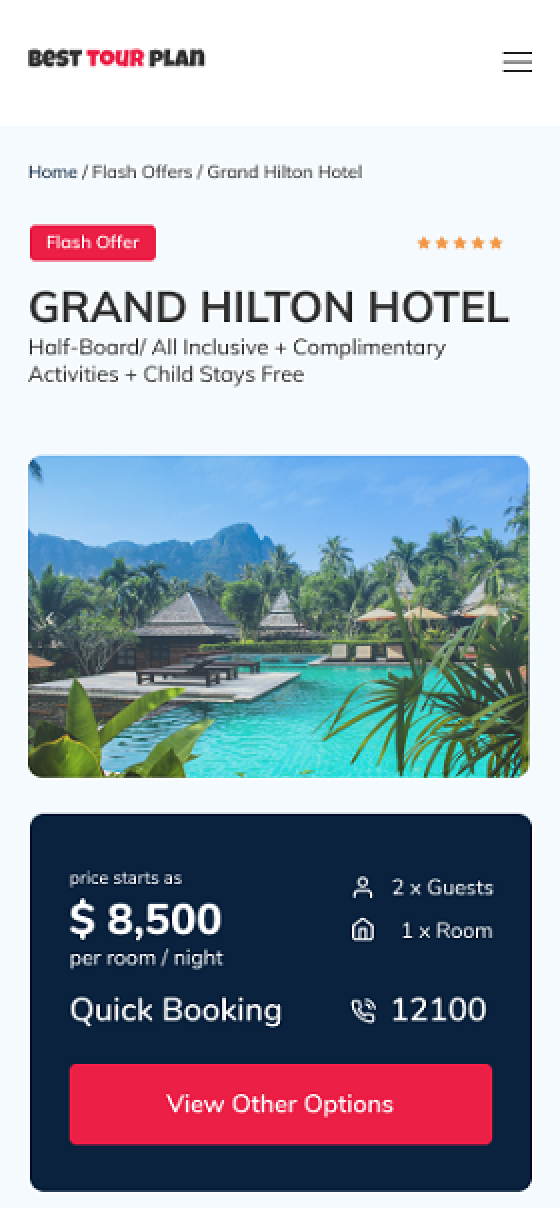 BEST TOUR PLAN
Home / Flash Offers / Grand Hilton Hotel
Flash Offer
GRAND HILTON HOTEL
Half-Board/ All Inclusive + Complimentary
Activities + Child Stays Free
price starts as
$ 8,500
per room / night
2 x Guests
1 x Room
Quick Booking
12100
View Other Options